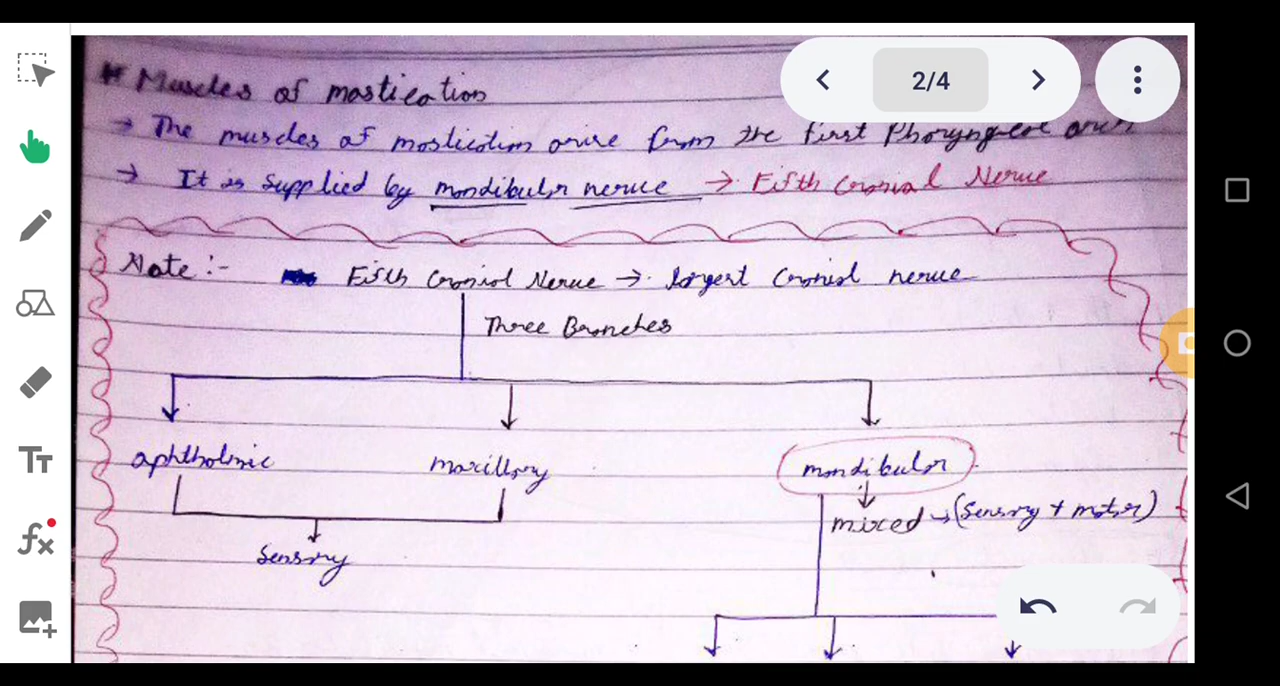 # Muscles of mastication
2/4
→ The muscles of mastication arise from the first Pharyngeal arch
→ It is supplied by mandibular nerve → Fifth Cranial Nerve
Note :- Fifth Cranial Nerve → largest Cranial nerve
Three Branches
ophthalmic maxillary mandibular
mixed → (Sensory + motor)
Sensory
TT
fx